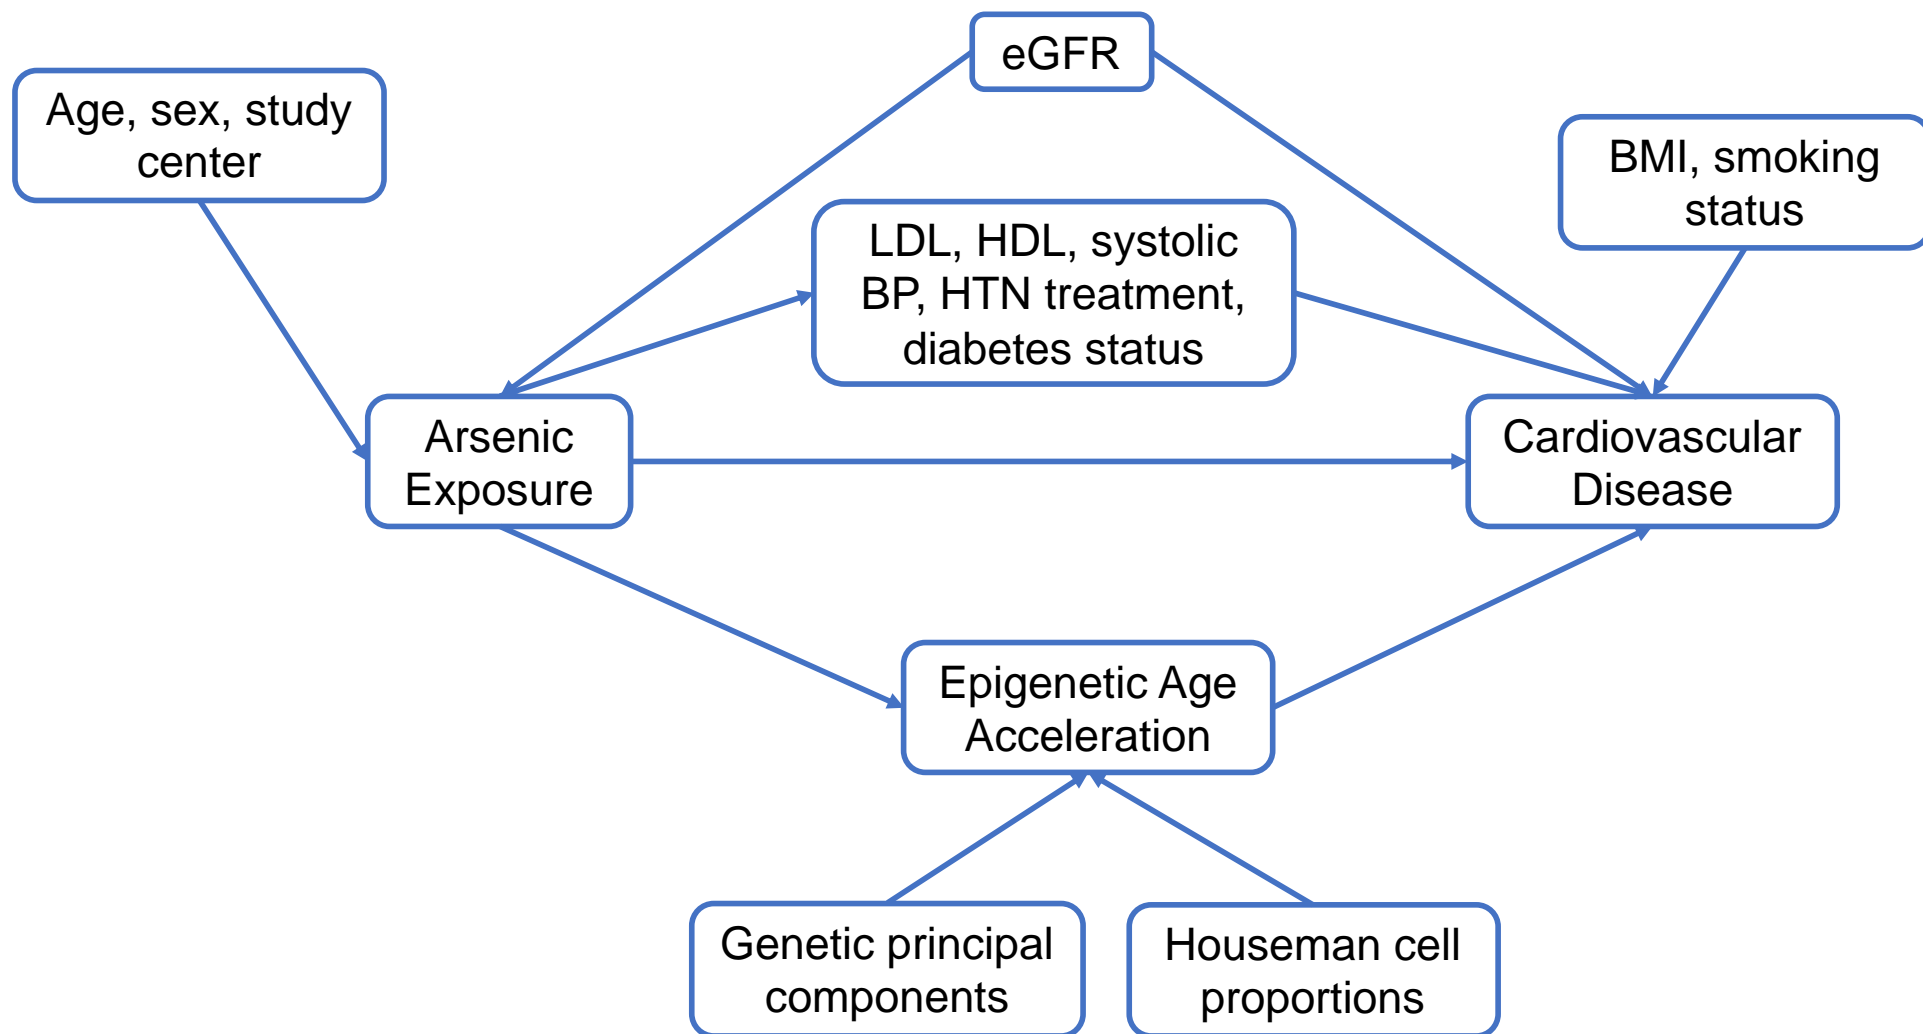 eGFR
Age, sex, study
center
BMI, smoking
status
LDL, HDL, systolic
BP, HTN treatment,
diabetes status
Arsenic
Exposure
Cardiovascular
Disease
Epigenetic Age
Acceleration
Genetic principal
components
Houseman cell
proportions